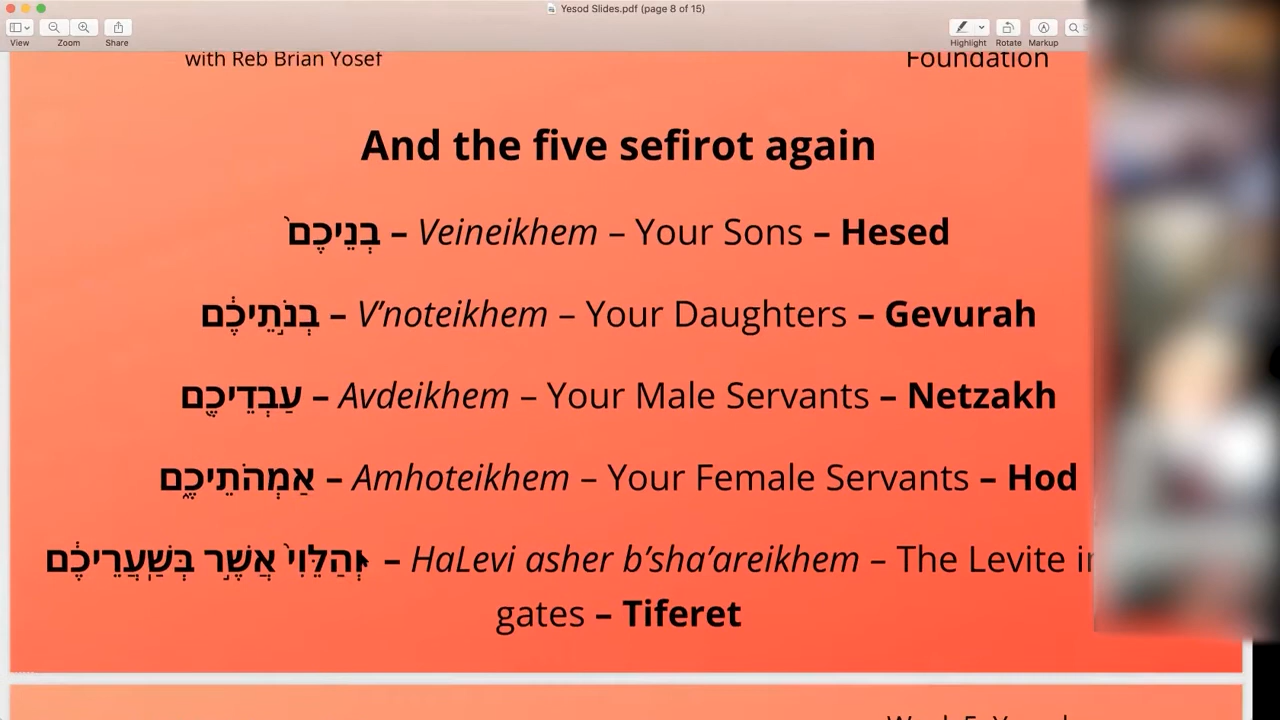 Yesod Slides.pdf (page 8 of 15)
View Zoom Share Highlight Rotate Markup
with Reb Brian Yosef Foundation
And the five sefirot again
בְּנֵיכֶם֙ – Veineikhem – Your Sons – Hesed
בְּנֹ֣תֵיכֶ֔ם – V’noteikhem – Your Daughters – Gevurah
עַבְדֵיכֶ֖ם – Avdeikhem – Your Male Servants – Netzakh
אַמְהֹתֵיכֶ֑ם – Amhoteikhem – Your Female Servants – Hod
וְהַלֵּוִי֙ אֲשֶׁ֣ר בְּשַֽׁעֲרֵיכֶ֔ם – HaLevi asher b’sha’areikhem – The Levite
gates – Tiferet